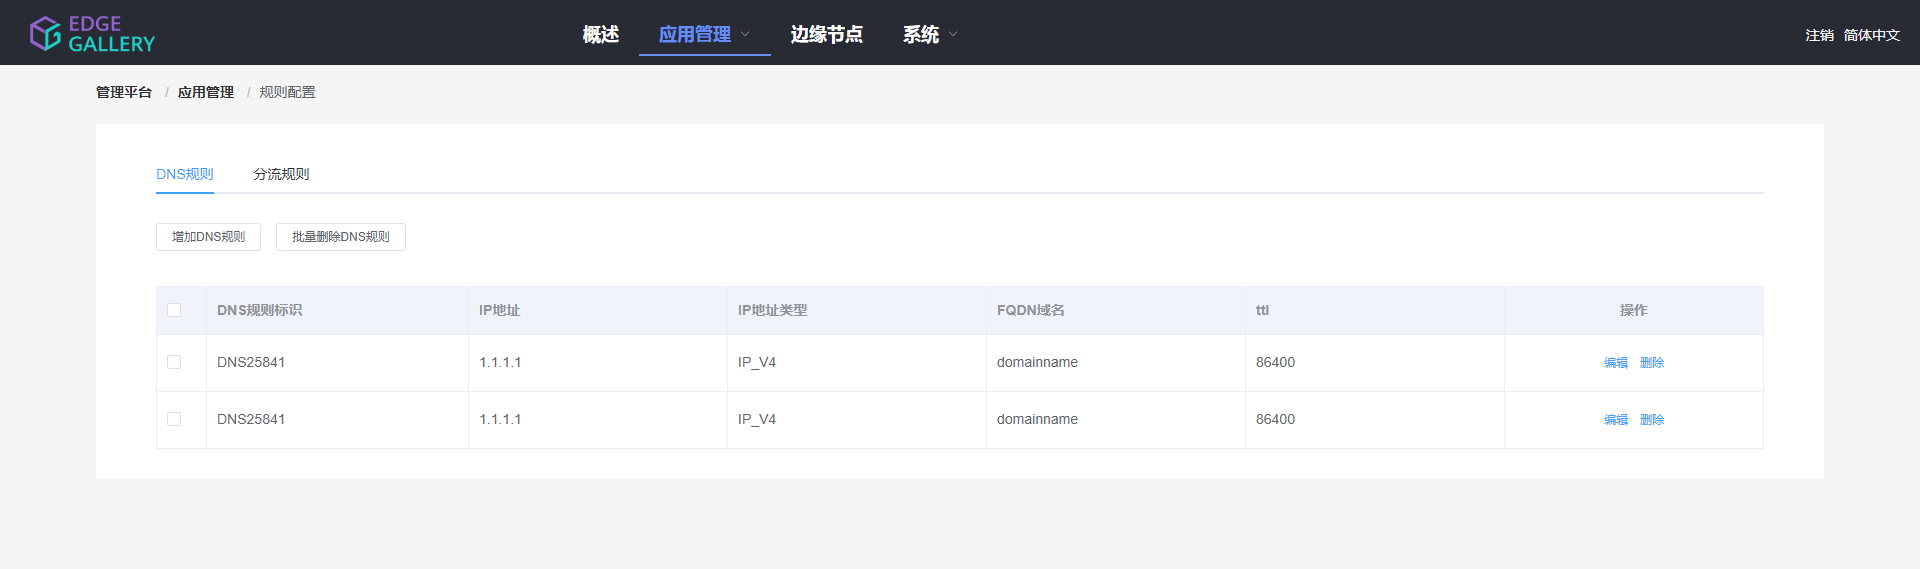 EDGE GALLERY 概述 应用管理 边缘节点 系统 注销 简体中文
管理平台 / 应用管理 / 规则配置
DNS规则 分流规则
增加DNS规则 批量删除DNS规则
DNS规则标识 IP地址 IP地址类型 FQDN域名 ttl 操作
DNS25841 1.1.1.1 IP_V4 domainname 86400 编辑 删除
DNS25841 1.1.1.1 IP_V4 domainname 86400 编辑 删除